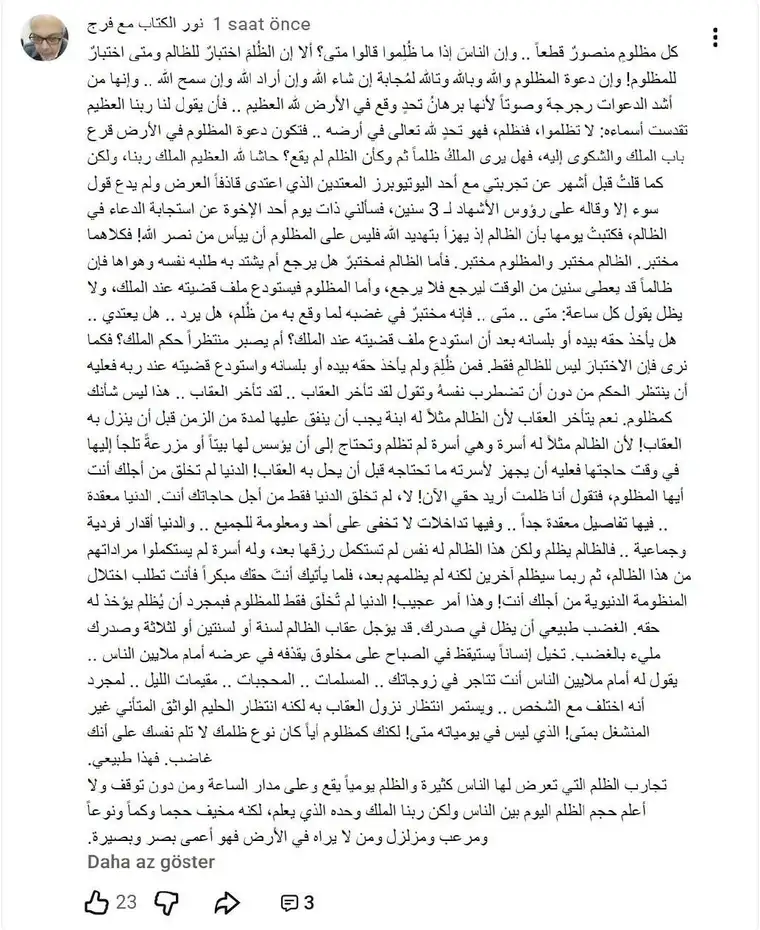 نور الكتاب مع فرج 1 saat önce
كل مظلومٍ منصورٌ قطعاً .. وإن الناسَ إذا ما ظُلِموا قالوا متى؟ ألا إن الظُلمَ اختبارٌ للظالم ومتى اختبارٌ
للمظلوم! وإن دعوة المظلوم والله وبالله وتالله لمُجابة إن شاء الله وإن أراد الله وإن سمح الله .. وإنها من
أشد الدعوات رجرجة وصوتاً لأنها برهانُ تحدٍ وقع في الأرض لله العظيم .. فأن يقول لنا ربنا العظيم
تقدست أسماءه: لا تظلموا، فنظلم، فهو تحدٍ لله تعالى في أرضه .. فتكون دعوة المظلوم في الأرض قرع
باب الملك والشكوى إليه، فهل يرى الملكُ ظلماً ثم وكأن الظلم لم يقع؟ حاشا لله العظيم الملك ربنا، ولكن
كما قلتُ قبل أشهر عن تجربتي مع أحد اليوتيوبرز المعتدين الذي اعتدى قاذفاً العرض ولم يدع قول
سوء إلا وقاله على رؤوس الأشهاد لـ 3 سنين، فسألني ذات يوم أحد الإخوة عن استجابة الدعاء في
الظالم، فكتبتُ يومها بأن الظالم إذ يهزأ بتهديد الله فليس على المظلوم أن ييأس من نصر الله! فكلاهما
مختبر. الظالم مختبر والمظلوم مختبر. فأما الظالم فمختبرٌ هل يرجع أم يشتد به طلبه نفسه وهواها فإن
ظالماً قد يعطى سنين من الوقت ليرجع فلا يرجع، وأما المظلوم فيستودع ملف قضيته عند الملك، ولا
يظل يقول كل ساعة: متى .. متى .. فإنه مختبرٌ في غضبه لما وقع به من ظُلم، هل يرد .. هل يعتدي ..
هل يأخذ حقه بيده أو بلسانه بعد أن استودع ملف قضيته عند الملك؟ أم يصبر منتظراً حكم الملك؟ فكما
نرى فإن الاختبارَ ليس للظالمِ فقط. فمن ظُلِمَ ولم يأخذ حقه بيده أو بلسانه واستودع قضيته عند ربه فعليه
أن ينتظر الحكم من دون أن تضطرب نفسهُ وتقول لقد تأخر العقاب .. لقد تأخر العقاب .. هذا ليس شأنك
كمظلوم. نعم يتأخر العقاب لأن الظالم مثلاً له ابنة يجب أن ينفق عليها لمدة من الزمن قبل أن ينزل به
العقاب! لأن الظالم مثلاً له أسرة وهي أسرة لم تظلم وتحتاج إلى أن يؤسس لها بيتاً أو مزرعةً تلجأ إليها
في وقت حاجتها فعليه أن يجهز لأسرته ما تحتاجه قبل أن يحل به العقاب! الدنيا لم تخلق من أجلك أنت
أيها المظلوم، فتقول أنا ظلمت أريد حقي الآن! لا، لم تخلق الدنيا فقط من أجل حاجاتك أنت. الدنيا معقدة
.. فيها تفاصيل معقدة جداً .. وفيها تداخلات لا تخفى على أحد ومعلومة للجميع .. والدنيا أقدار فردية
وجماعية .. فالظالم يظلم ولكن هذا الظالم له نفس لم تستكمل رزقها بعد، وله أسرة لم يستكملوا مراداتهم
من هذا الظالم، ثم ربما سيظلم آخرين لكنه لم يظلمهم بعد، فلما يأتيك أنتَ حقك مبكراً فأنت تطلب اختلال
المنظومة الدنيوية من أجلك أنت! وهذا أمر عجيب! الدنيا لم تُخلَق فقط للمظلوم فبمجرد أن يُظلم يؤخذ له
حقه. الغضب طبيعي أن يظل في صدرك. قد يؤجل عقاب الظالم لسنة أو لسنتين أو لثلاثة وصدرك
مليء بالغضب. تخيل إنساناً يستيقظ في الصباح على مخلوق يقذفه في عرضه أمام ملايين الناس ..
يقول له أمام ملايين الناس أنت تتاجر في زوجاتك .. المسلمات .. المحجبات .. مقيمات الليل .. لمجرد
أنه اختلف مع الشخص .. ويستمر انتظار نزول العقاب به لكنه انتظار الحليم الواثق المتأني غير
المنشغل بمتى! الذي ليس في يومياته متى! لكنك كمظلوم أياً كان نوع ظلمك لا تلم نفسك على أنك
غاضب. فهذا طبيعي.
تجارب الظلم التي تعرض لها الناس كثيرة والظلم يومياً يقع وعلى مدار الساعة ومن دون توقف ولا
أعلم حجم الظلم اليوم بين الناس ولكن ربنا الملك وحده الذي يعلم، لكنه مخيف حجما وكماً ونوعاً
ومرعب ومزلزل ومن لا يراه في الأرض فهو أعمى بصر وبصيرة.
Daha az göster
23
3